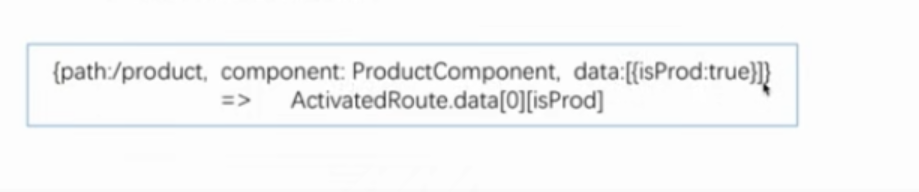 {path:/product, component: ProductComponent, data:[{isProd:true}]}
=> ActivatedRoute.data[0][isProd]